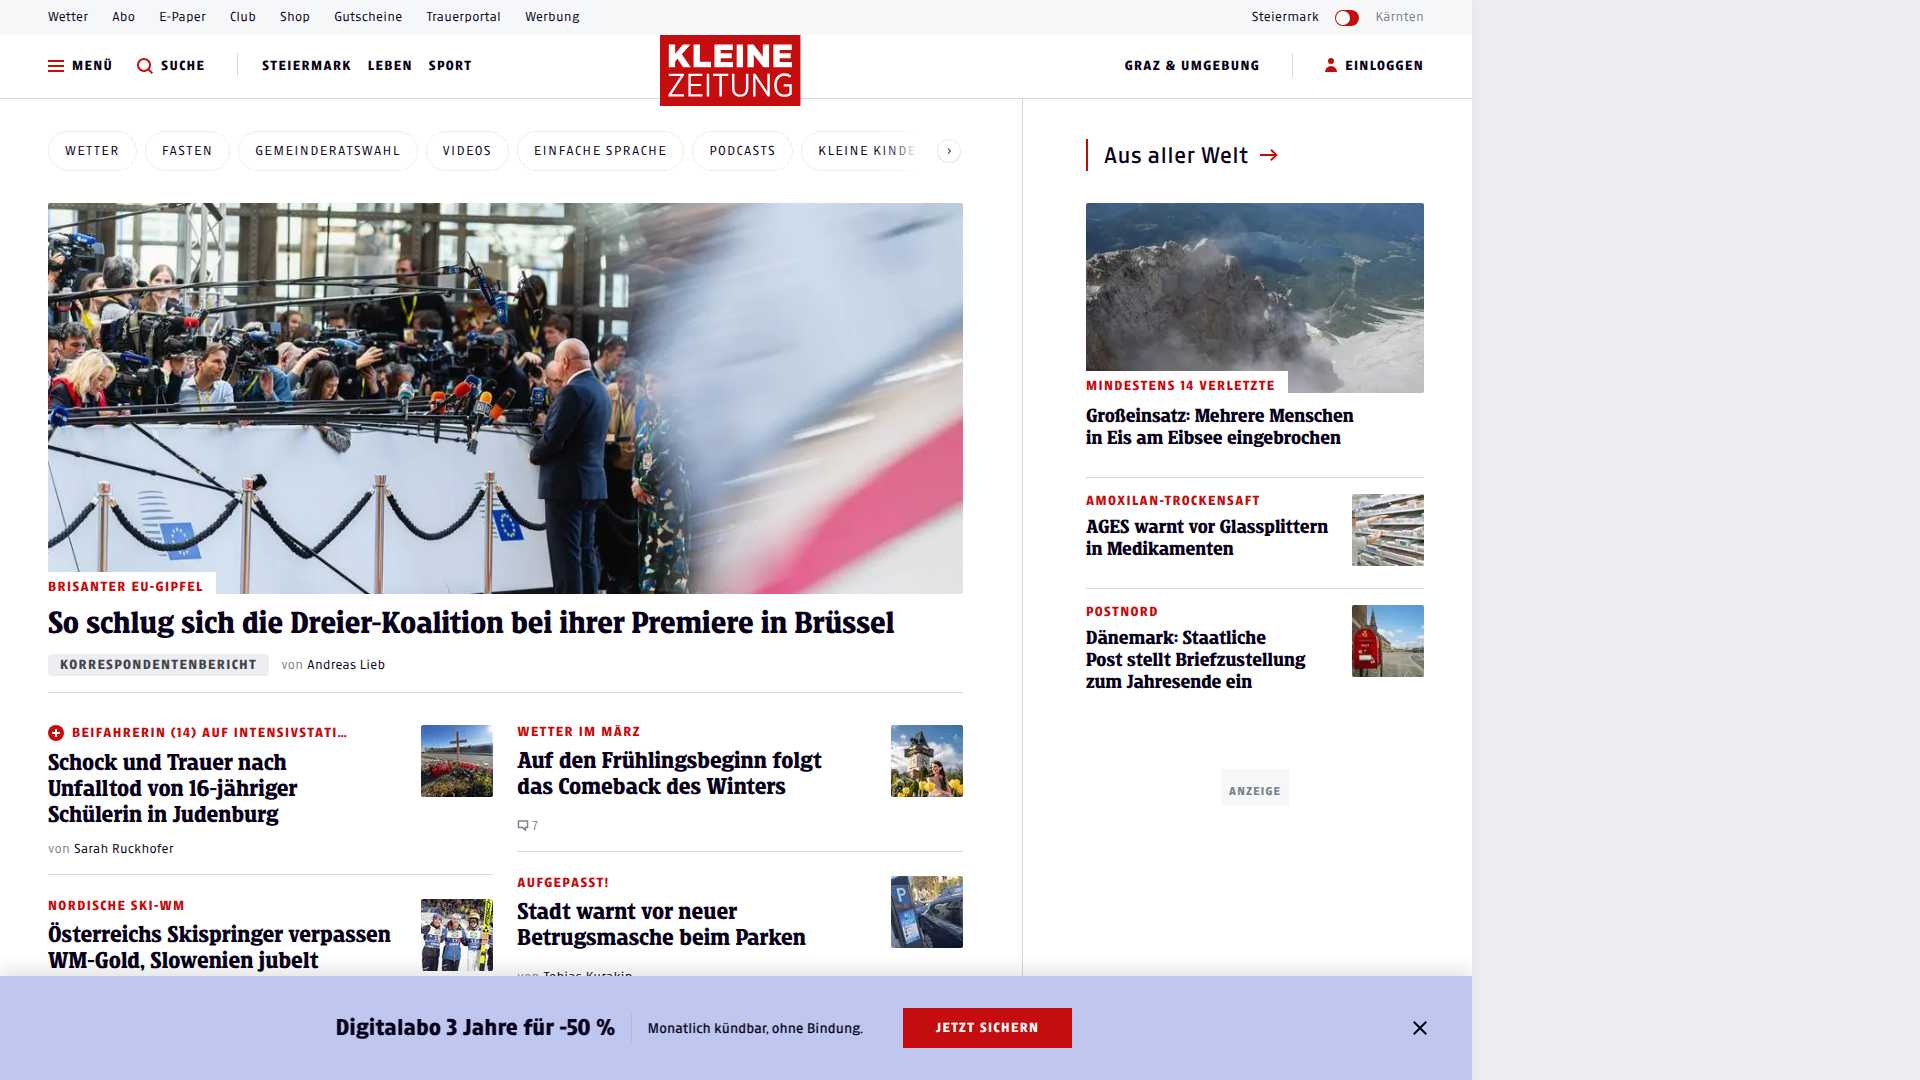 Wetter Abo E-Paper Club Shop Gutscheine Trauerportal Werbung Steiermark Kärnten
MENÜ SUCHE STEIERMARK LEBEN SPORT KLEINE ZEITUNG GRAZ & UMGEBUNG EINLOGGEN
WETTER FASTEN GEMEINDERATSWAHL VIDEOS EINFACHE SPRACHE PODCASTS KLEINE KINDE
BRISANTER EU-GIPFEL
So schlug sich die Dreier-Koalition bei ihrer Premiere in Brüssel
KORRESPONDENTENBERICHT von Andreas Lieb
BEIFAHRERIN (14) AUF INTENSIVSTATI…
Schock und Trauer nach
Unfalltod von 16-jähriger
Schülerin in Judenburg
von Sarah Ruckhofer
NORDISCHE SKI-WM
Österreichs Skispringer verpassen
WM-Gold, Slowenien jubelt
WETTER IM MÄRZ
Auf den Frühlingsbeginn folgt
das Comeback des Winters
7
AUFGEPASST!
Stadt warnt vor neuer
Betrugsmasche beim Parken
von Tobias Kurakin
Aus aller Welt
MINDESTENS 14 VERLETZTE
Großeinsatz: Mehrere Menschen
in Eis am Eibsee eingebrochen
AMOXILAN-TROCKENSAFT
AGES warnt vor Glassplittern
in Medikamenten
POSTNORD
Dänemark: Staatliche
Post stellt Briefzustellung
zum Jahresende ein
ANZEIGE
Digitalabo 3 Jahre für -50 % Monatlich kündbar, ohne Bindung. JETZT SICHERN